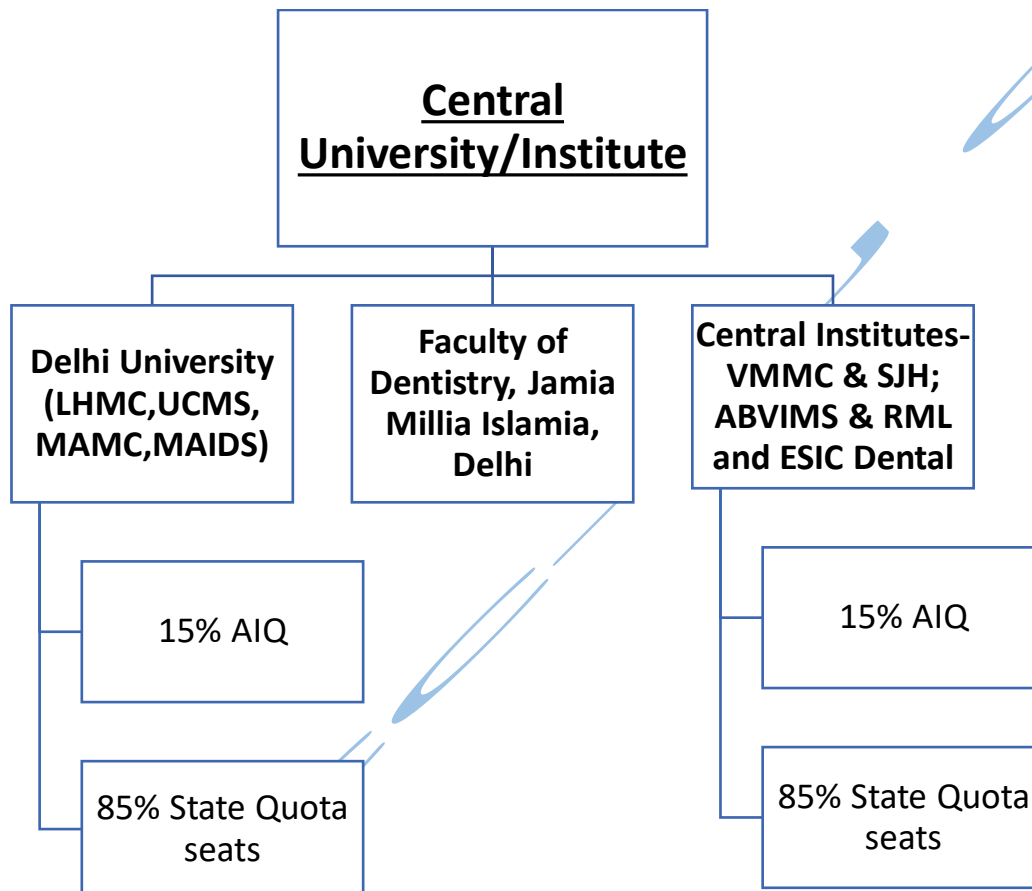 Central
University/Institute
Delhi University
(LHMC,UCMS,
MAMC,MAIDS)
Faculty of
Dentistry, Jamia
Millia Islamia,
Delhi
Central Institutes-
VMMC & SJH;
ABVIMS & RML
and ESIC Dental
15% AIQ
85% State Quota
seats
15% AIQ
85% State Quota
seats